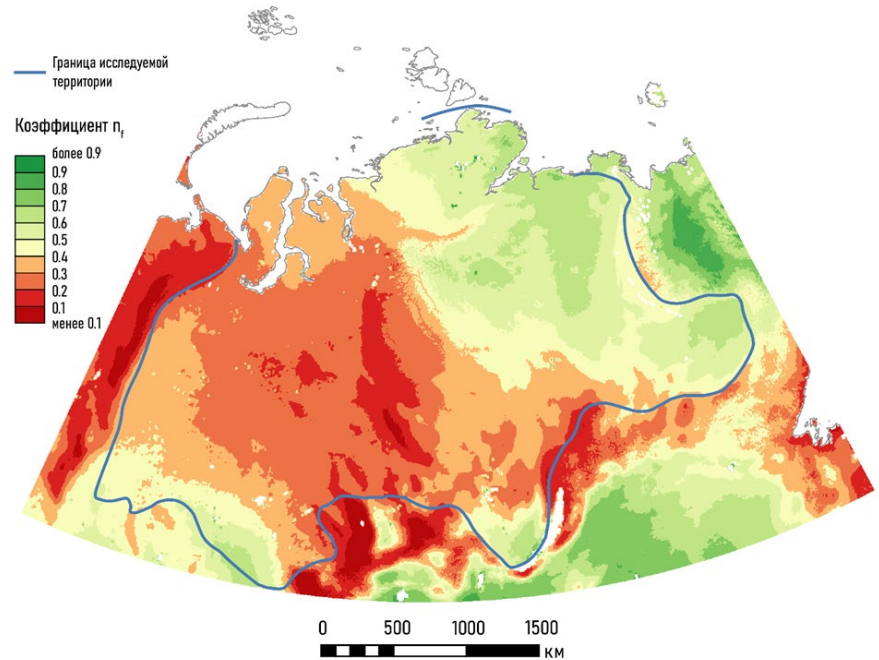 Граница исследуемой
территории
Коэффициент n_f
более 0.9
0.9
0.8
0.7
0.6
0.5
0.4
0.3
0.2
0.1
менее 0.1
0 500 1000 1500
км